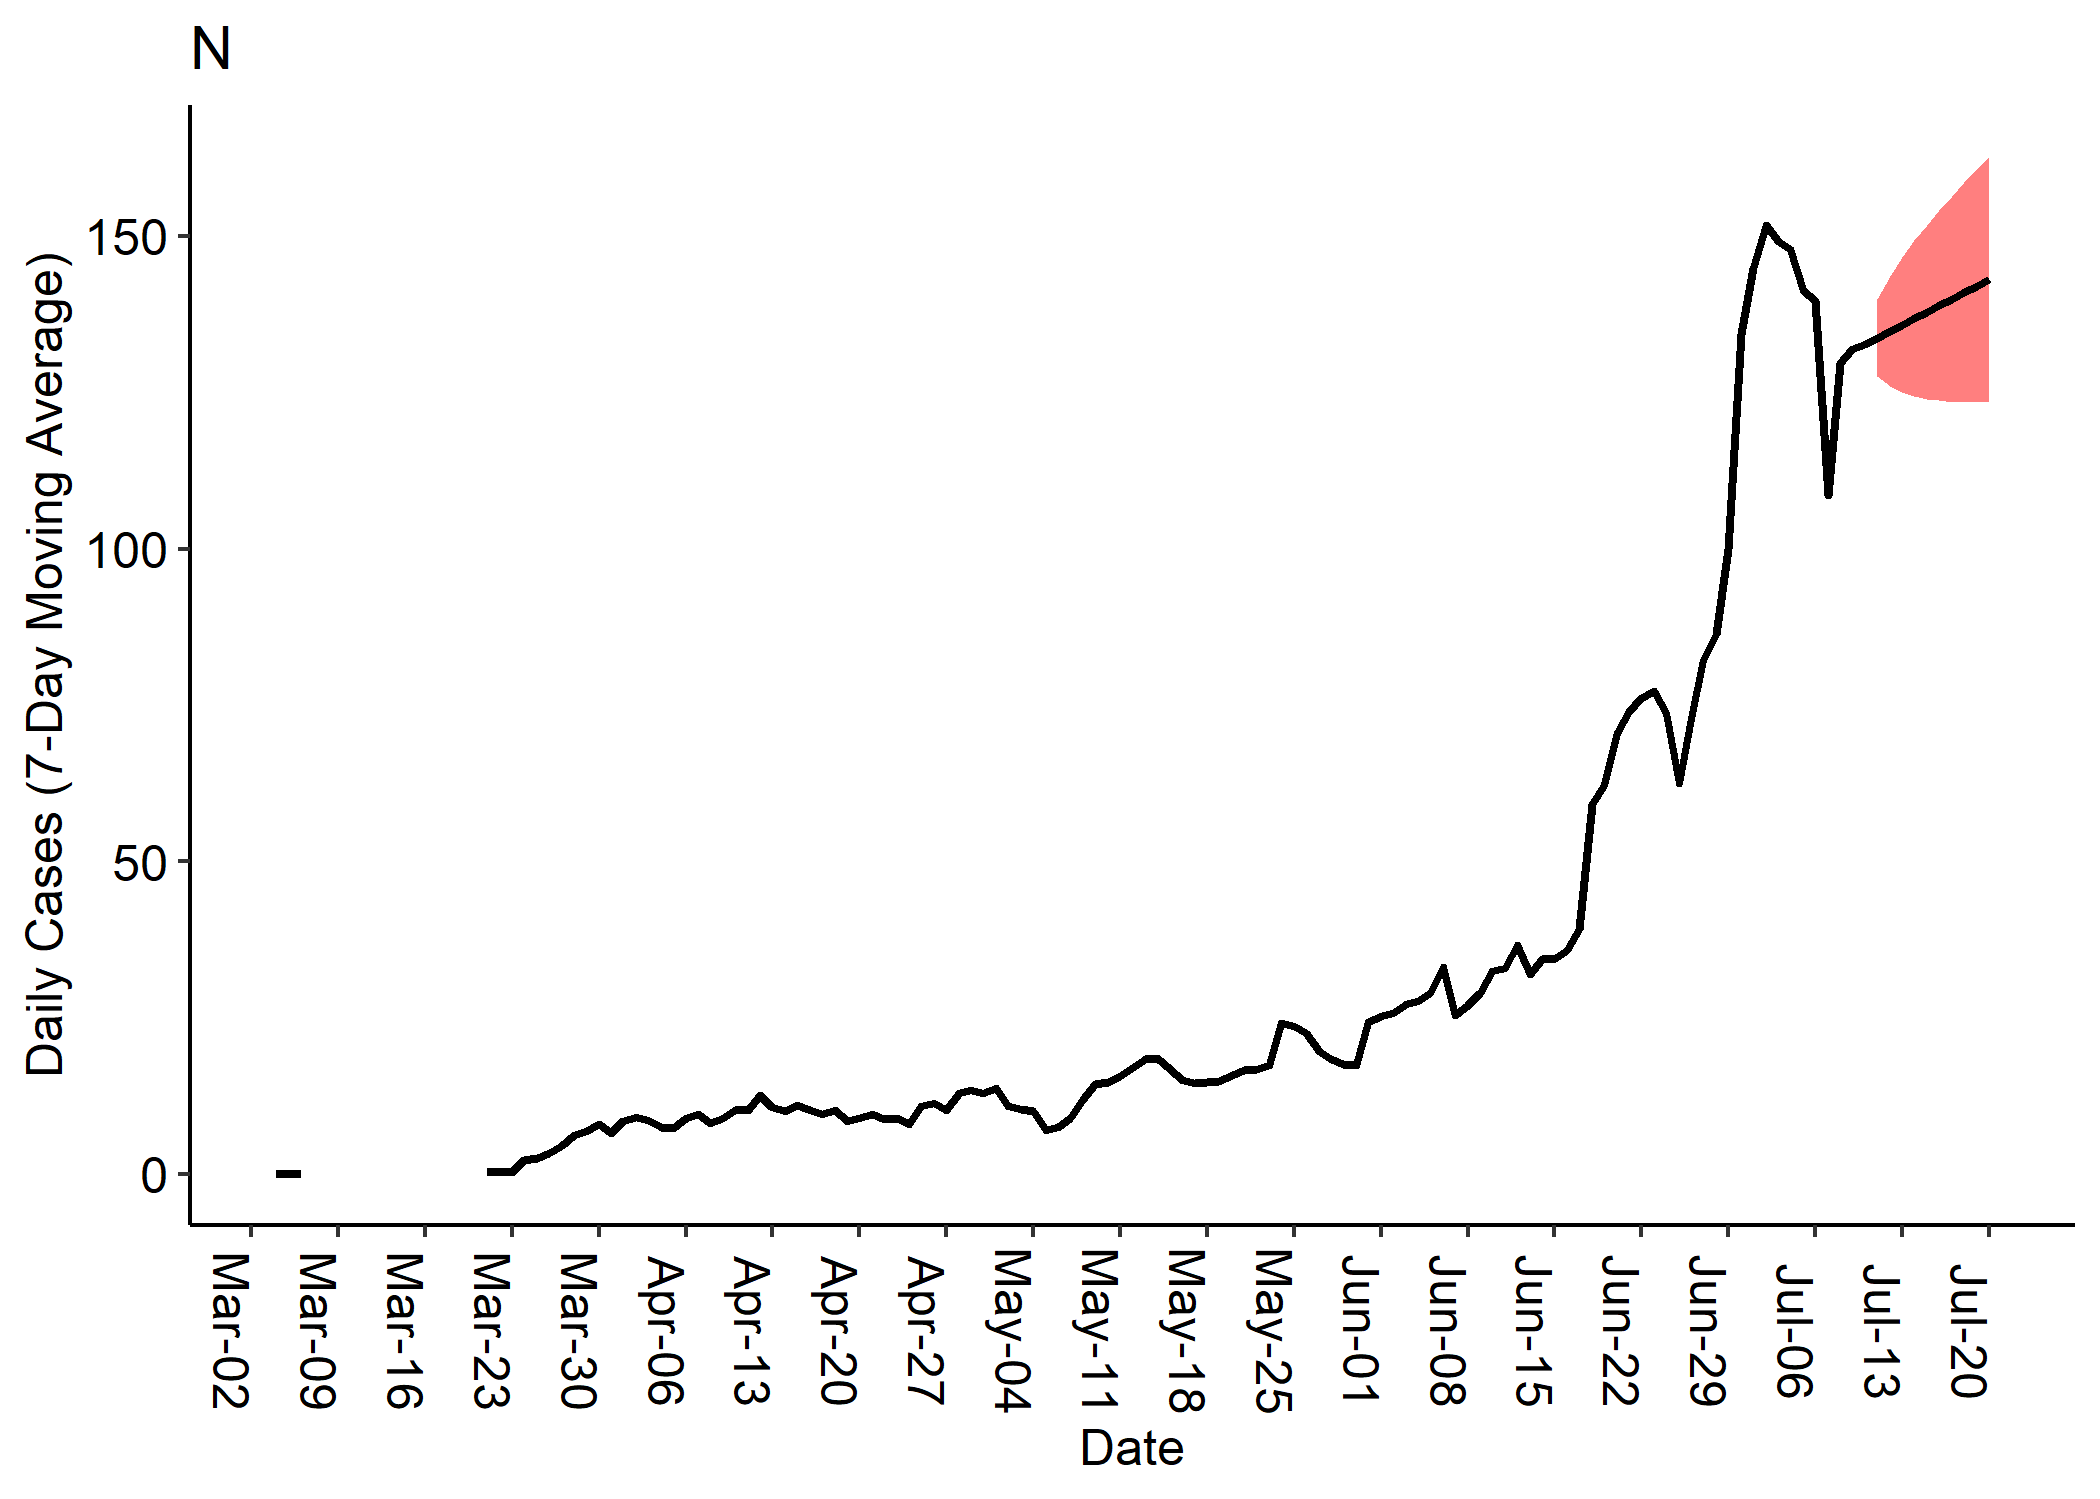 N
Daily Cases (7-Day Moving Average)
150
100
50
0
Mar-02
Mar-09
Mar-16
Mar-23
Mar-30
Apr-06
Apr-13
Apr-20
Apr-27
May-04
May-11
May-18
May-25
Jun-01
Jun-08
Jun-15
Jun-22
Jun-29
Jul-06
Jul-13
Jul-20
Date